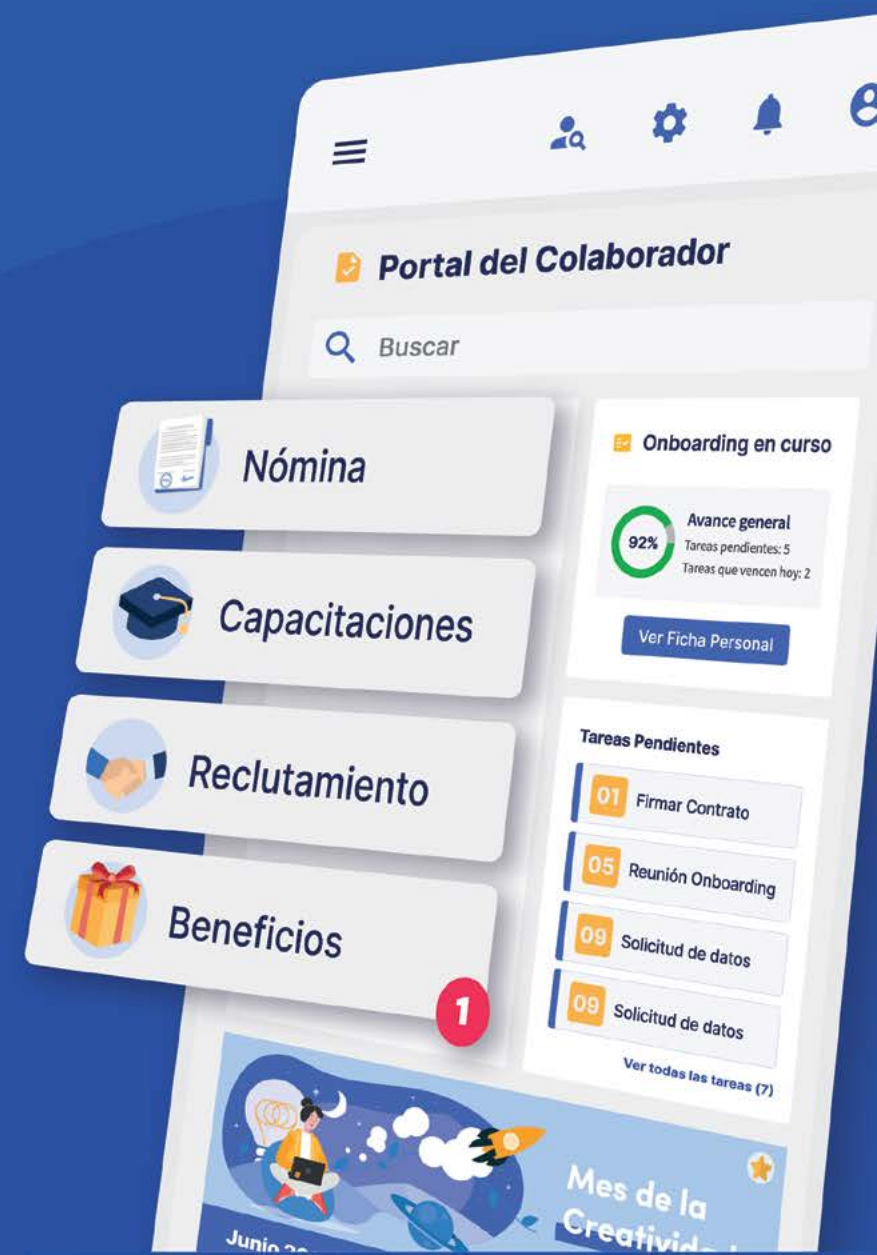 Portal del Colaborador
Buscar
Nómina
Capacitaciones
Reclutamiento
Beneficios
1
Onboarding en curso
92%
Avance general
Tareas pendientes: 5
Tareas que vencen hoy: 2
Ver Ficha Personal
Tareas Pendientes
01 Firmar Contrato
05 Reunión Onboarding
09 Solicitud de datos
09 Solicitud de datos
Ver todas las tareas (7)
Mes de la
Junio